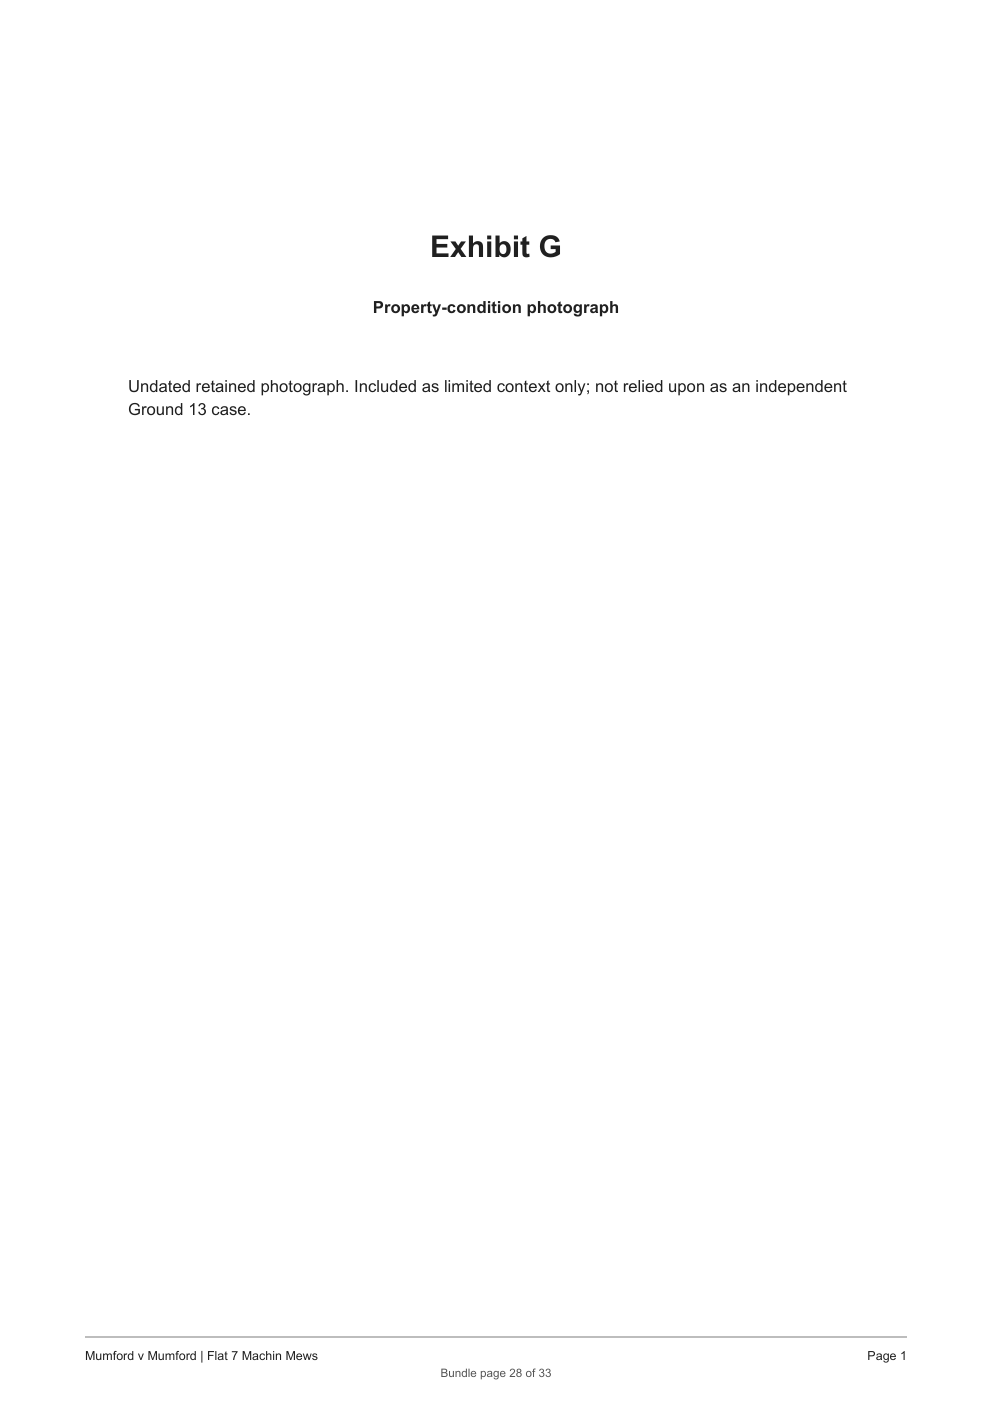 Exhibit G
Property-condition photograph
Undated retained photograph. Included as limited context only; not relied upon as an independent
Ground 13 case.
Mumford v Mumford | Flat 7 Machin Mews
Page 1
Bundle page 28 of 33